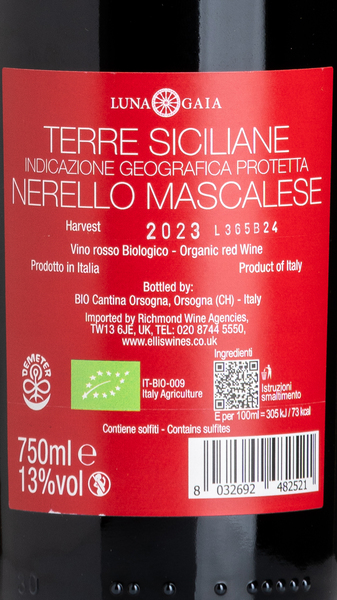 LUNA GAIA
TERRE SICILIANE
INDICAZIONE GEOGRAFICA PROTETTA
NERELLO MASCALESE
Harvest 2023 L365B24
Vino rosso Biologico - Organic red Wine
Prodotto in Italia Product of Italy
Bottled by:
BIO Cantina Orsogna, Orsogna (CH) - Italy
Imported by Richmond Wine Agencies,
TW13 6JE, UK, TEL: 020 8744 5550,
www.elliswines.co.uk
Ingredienti
DEMETER
IT-BIO-009
Italy Agriculture
Istruzioni
smaltimento
E per 100ml = 305 kJ / 73 kcal
Contiene solfiti - Contains sulfites
750ml e
13%vol
8 032692 482521